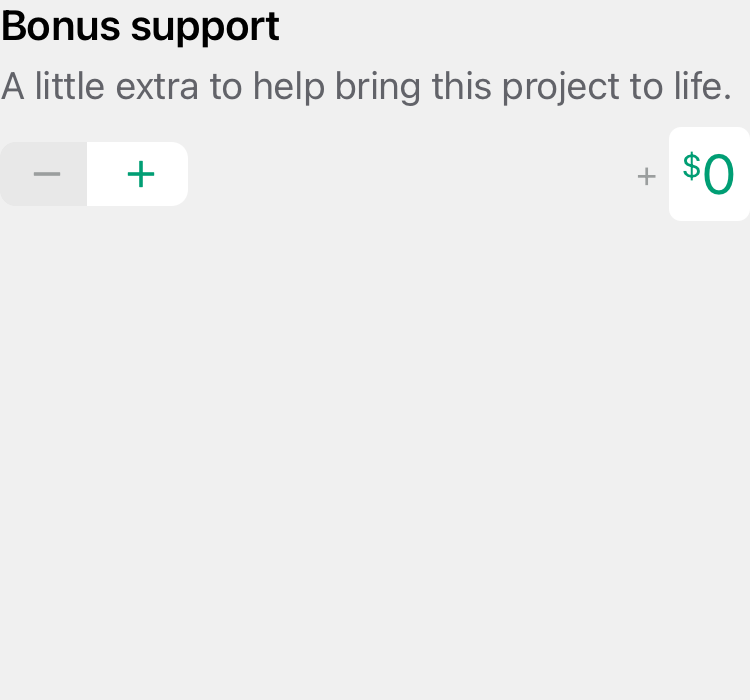 Bonus support
A little extra to help bring this project to life.
− + + $0